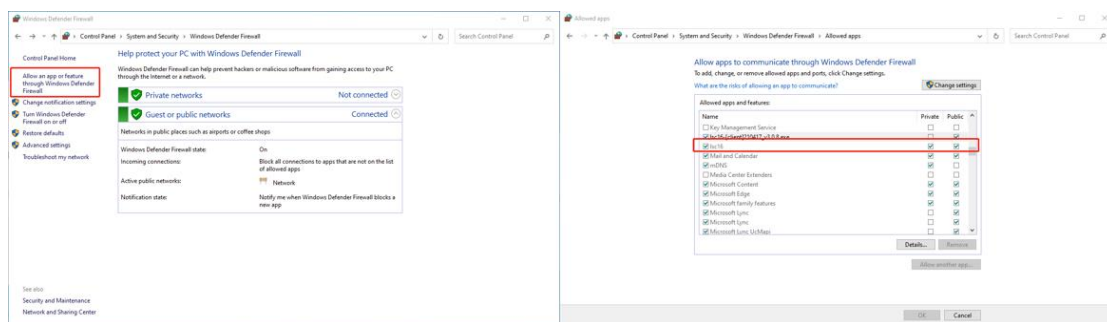 Windows Defender Firewall
Control Panel > System and Security > Windows Defender Firewall
Search Control Panel
Control Panel Home
Allow an app or feature
through Windows Defender
Firewall
Change notification settings
Turn Windows Defender
Firewall on or off
Restore defaults
Advanced settings
Troubleshoot my network
See also
Security and Maintenance
Network and Sharing Center
Help protect your PC with Windows Defender Firewall
Windows Defender Firewall can help prevent hackers or malicious software from gaining access to your PC
through the Internet or a network.
Private networks Not connected
Guest or public networks Connected
Networks in public places such as airports or coffee shops
Windows Defender Firewall state: On
Incoming connections: Block all connections to apps that are not on the list
of allowed apps
Active public networks: Network
Notification state: Notify me when Windows Defender Firewall blocks a
new app
Allowed apps
Control Panel > System and Security > Windows Defender Firewall > Allowed apps
Search Control Panel
Allow apps to communicate through Windows Defender Firewall
To add, change, or remove allowed apps and ports, click Change settings.
What are the risks of allowing an app to communicate?
Change settings
Allowed apps and features:
Name Private Public
Key Management Service
lsc16
Mail and Calendar
mDNS
Media Center Extenders
Microsoft Content
Microsoft Edge
Microsoft family features
Microsoft Lync
Microsoft Lync
Microsoft Lync UcMapi
Details... Remove
Allow another app...
OK Cancel